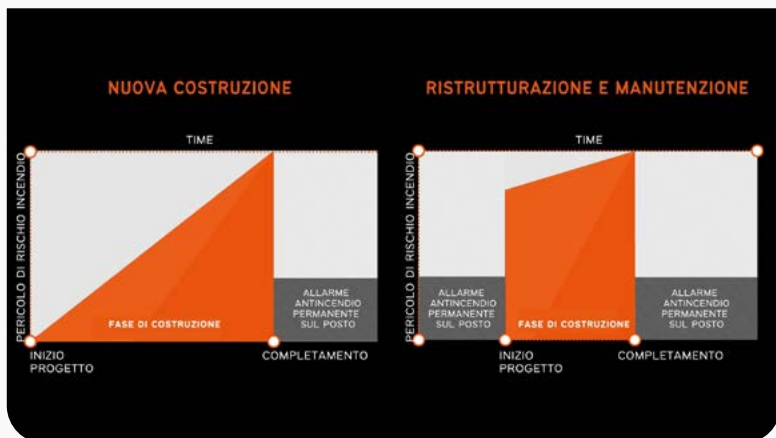 NUOVA COSTRUZIONE
TIME
PERICOLO DI RISCHIO INCENDIO
ALLARME
ANTINCENDIO
PERMANENTE
SUL POSTO
FASE DI COSTRUZIONE
INIZIO
PROGETTO
COMPLETAMENTO
RISTRUTTURAZIONE E MANUTENZIONE
TIME
PERICOLO DI RISCHIO INCENDIO
ALLARME
ANTINCENDIO
PERMANENTE
SUL POSTO
FASE DI COSTRUZIONE
ALLARME
ANTINCENDIO
PERMANENTE
SUL POSTO
INIZIO
PROGETTO
COMPLETAMENTO